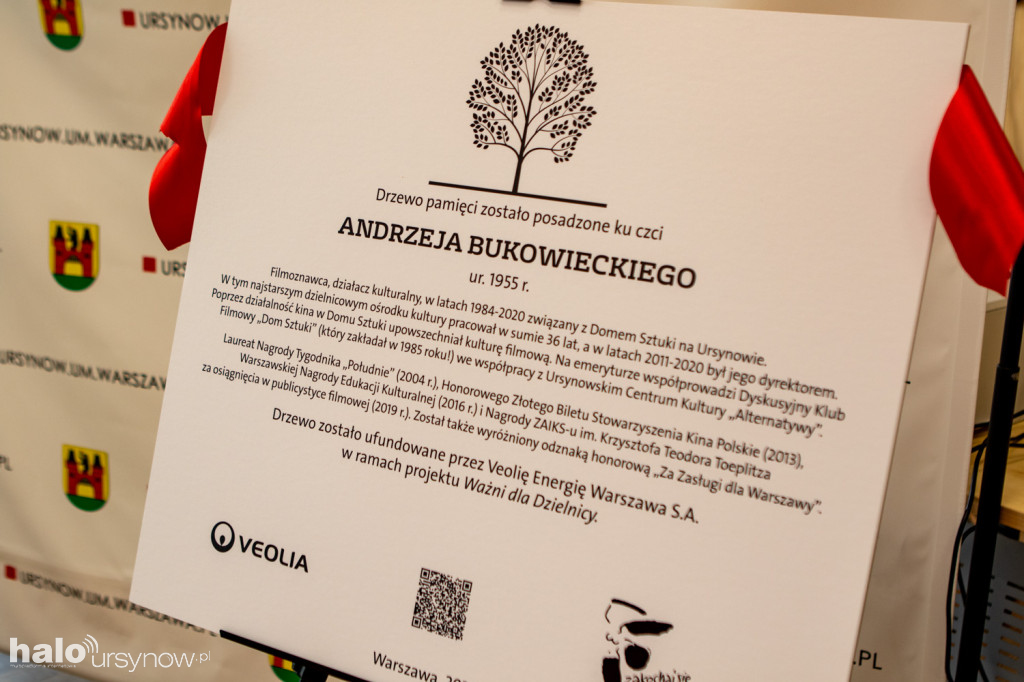 URSYNOW
URSYNOW.UM.WARSZAWA
URS
URSYNOW.UM.WARSZAWA
.PL
URSYNOW.UM.WARSZAWA.PL
Drzewo pamięci zostało posadzone ku czci
ANDRZEJA BUKOWIECKIEGO
ur. 1955 r.
Filmoznawca, działacz kulturalny, w latach 1984-2020 związany z Domem Sztuki na Ursynowie.
W tym najstarszym dzielnicowym ośrodku kultury pracował w sumie 36 lat, a w latach 2011-2020 był jego dyrektorem.
Poprzez działalność kina w Domu Sztuki upowszechniał kulturę filmową. Na emeryturze współprowadzi Dyskusyjny Klub
Filmowy „Dom Sztuki” (który zakładał w 1985 roku!) we współpracy z Ursynowskim Centrum Kultury „Alternatywy”.
Laureat Nagrody Tygodnika „Południe” (2004 r.), Honorowego Złotego Biletu Stowarzyszenia Kina Polskie (2013),
Warszawskiej Nagrody Edukacji Kulturalnej (2016 r.) i Nagrody ZAIKS-u im. Krzysztofa Teodora Toeplitza
za osiągnięcia w publicystyce filmowej (2019 r.). Został także wyróżniony odznaką honorową „Za Zasługi dla Warszawy”.
Drzewo zostało ufundowane przez Veolię Energię Warszawa S.A.
w ramach projektu Ważni dla Dzielnicy.
VEOLIA
Warszawa,
zakochaj się
.PL
halo
ursynow.pl